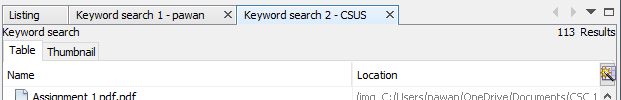 Listing Keyword search 1 - pawan Keyword search 2 - CSUS
Keyword search 113 Results
Table Thumbnail
Name Location
Assignment 1.pdf.pdf /img_C:/Users/pawan/OneDrive/Documents/CSC 1